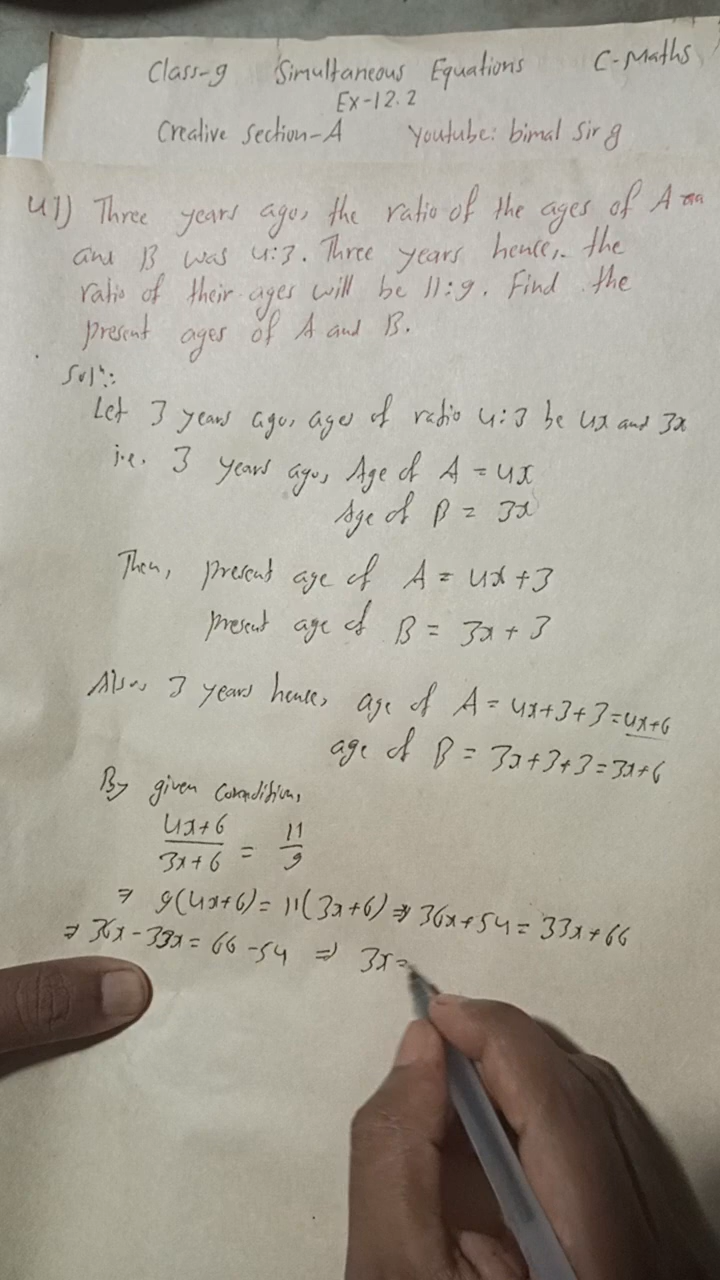 Class-9 Simultaneous Equations C-Maths
Ex-12.2
Creative Section-A Youtube: bimal Sir g
41) Three years ago, the ratio of the ages of A
and B was 4:3. Three years hence, the
ratio of their ages will be 11:9. Find the
present ages of A and B.
Solⁿ:
Let 3 years ago, ages of ratio 4:3 be 4x and 3x
i.e. 3 years ago, Age of A = 4x
Age of B = 3x
Then, present age of A = 4x+3
present age of B = 3x+3
Also, 3 years hence, age of A = 4x+3+3=4x+6
age of B = 3x+3+3=3x+6
By given condition,
4x+6/3x+6 = 11/9
⇒ 9(4x+6) = 11(3x+6) ⇒ 36x+54 = 33x+66
⇒ 36x-33x = 66-54 ⇒ 3x=